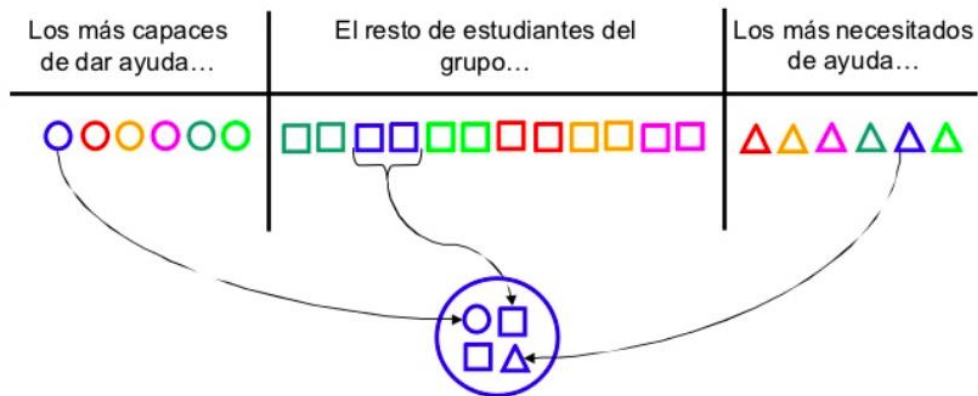 Los más capaces
de dar ayuda...
El resto de estudiantes del
grupo...
Los más necesitados
de ayuda...